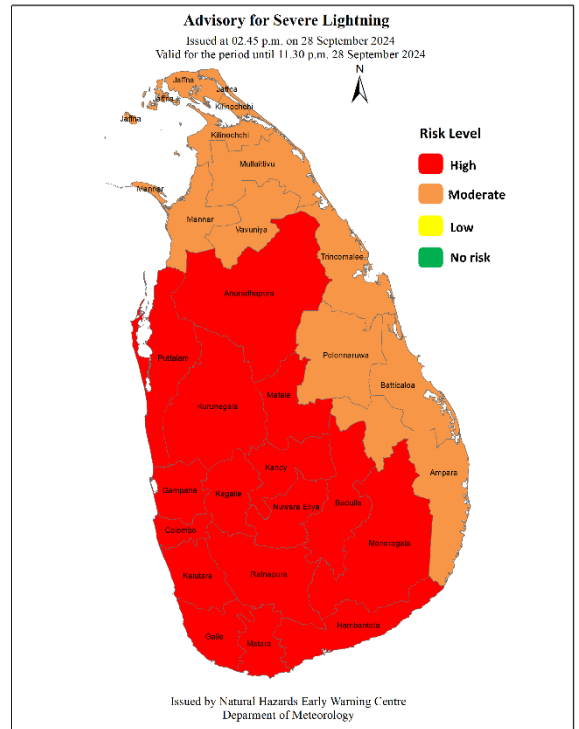 Advisory for Severe Lightning
Issued at 02.45 p.m. on 28 September 2024
Valid for the period until 11.30 p.m. 28 September 2024
N
Jaffna
Jaffna
Jaffna
Kilinochchi
Jaffna
Kilinochchi
Mullaitivu
Mannar
Mannar
Vavuniya
Trincomalee
Anuradhapura
Puttalam
Polonnaruwa
Batticaloa
Kurunegala
Matale
Kandy
Ampara
Gampaha
Kegalle
Nuwara Eliya
Badulla
Colombo
Moneragala
Kalutara
Ratnapura
Galle
Matara
Hambantota
Risk Level
High
Moderate
Low
No risk
Issued by Natural Hazards Early Warning Centre
Deparment of Meteorology